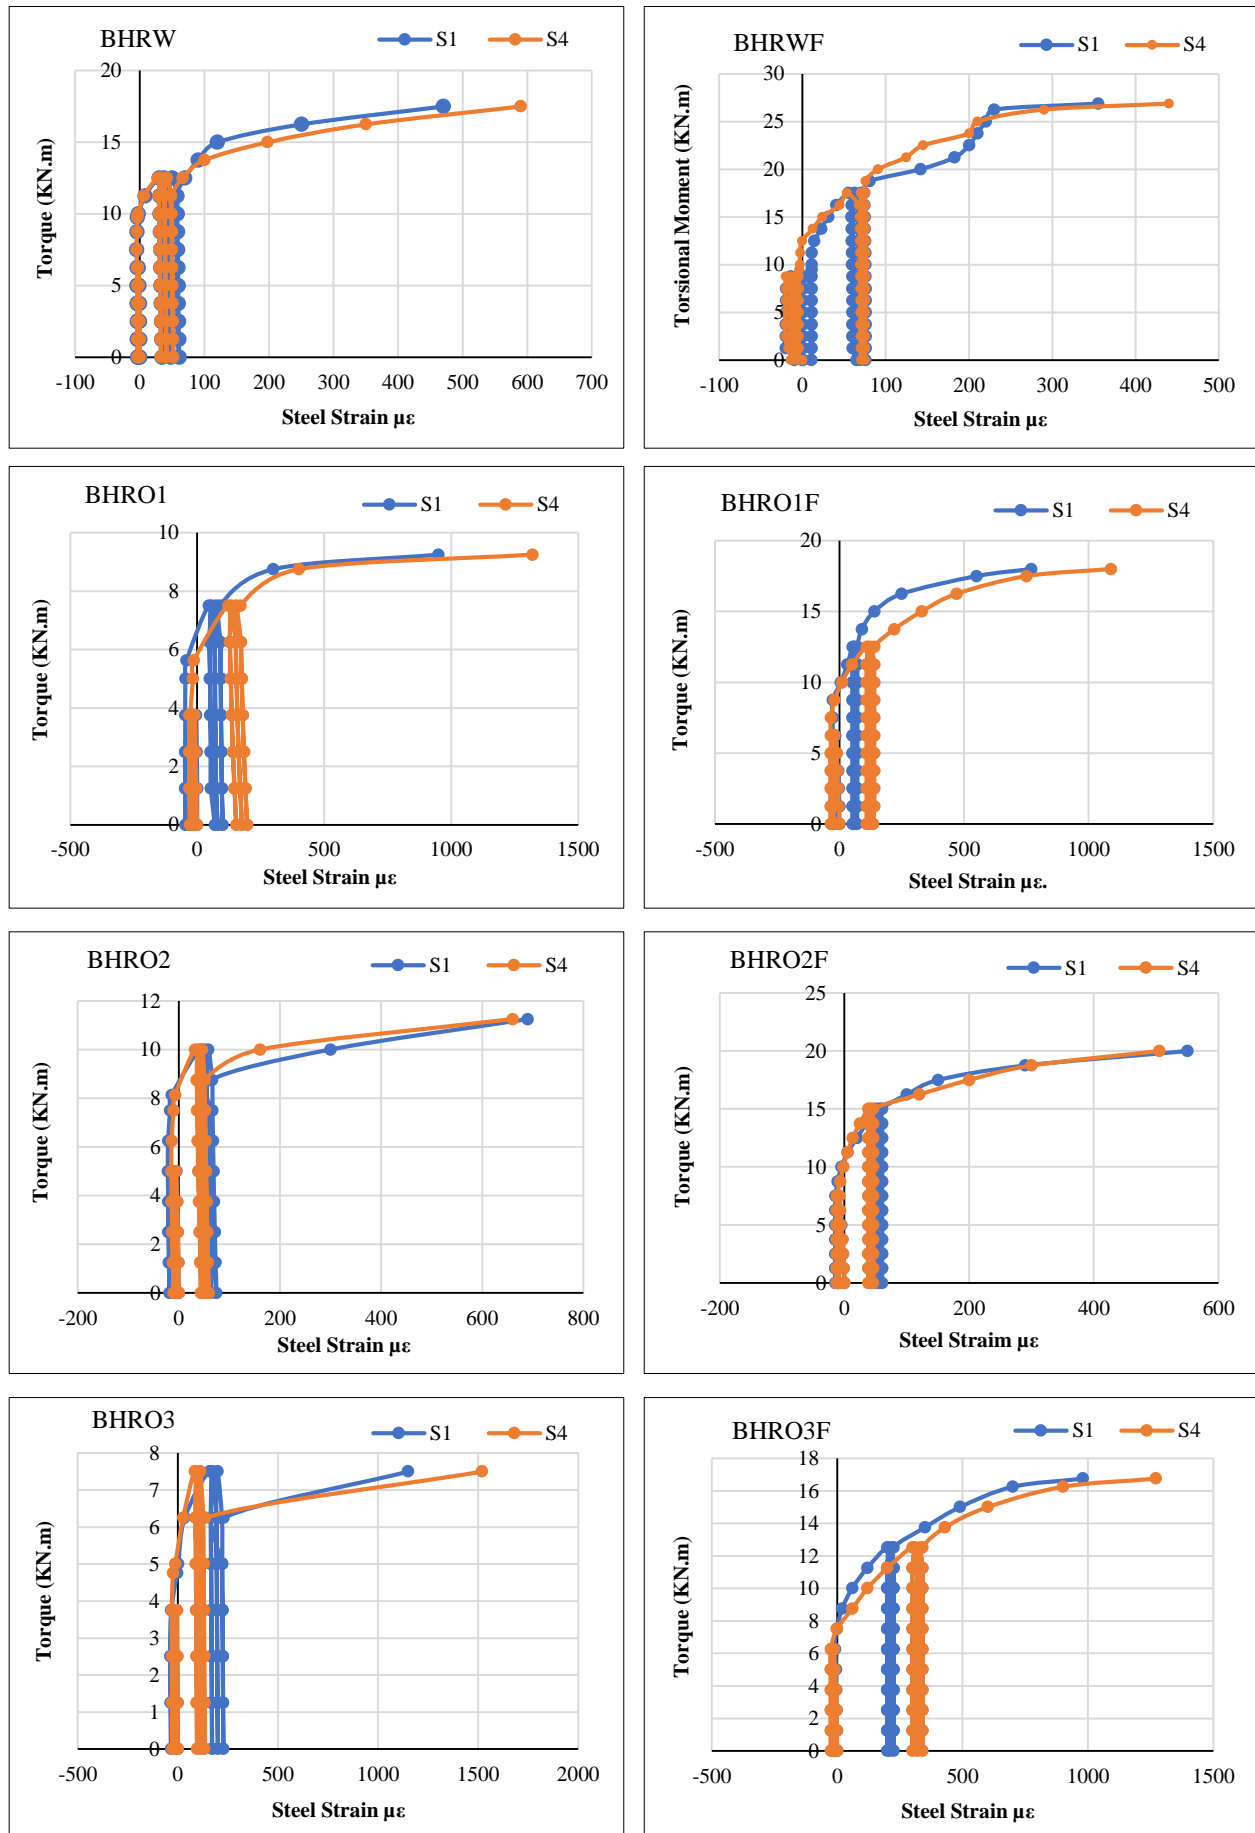 BHRW
S1 S4
20
15
10
5
0
-100 0 100 200 300 400 500 600 700
Torque (KN.m)
Steel Strain µε
BHRWF
S1 S4
30
25
20
15
10
5
0
-100 0 100 200 300 400 500
Torsional Moment (KN.m)
Steel Strain µε
BHRO1
S1 S4
10
8
6
4
2
0
-500 0 500 1000 1500
Torque (KN.m)
Steel Strain µε
BHRO1F
S1 S4
20
15
10
5
0
-500 0 500 1000 1500
Torque (KN.m)
Steel Strain µε.
BHRO2
S1 S4
12
10
8
6
4
2
0
-200 0 200 400 600 800
Torque (KN.m)
Steel Strain µε
BHRO2F
S1 S4
25
20
15
10
5
0
-200 0 200 400 600
Torque (KN.m)
Steel Straim µε
BHRO3
S1 S4
8
7
6
5
4
3
2
1
0
-500 0 500 1000 1500 2000
Torque (KN.m)
Steel Strain µε
BHRO3F
S1 S4
18
16
14
12
10
8
6
4
2
0
-500 0 500 1000 1500
Torque (KN.m)
Steel Strain µε